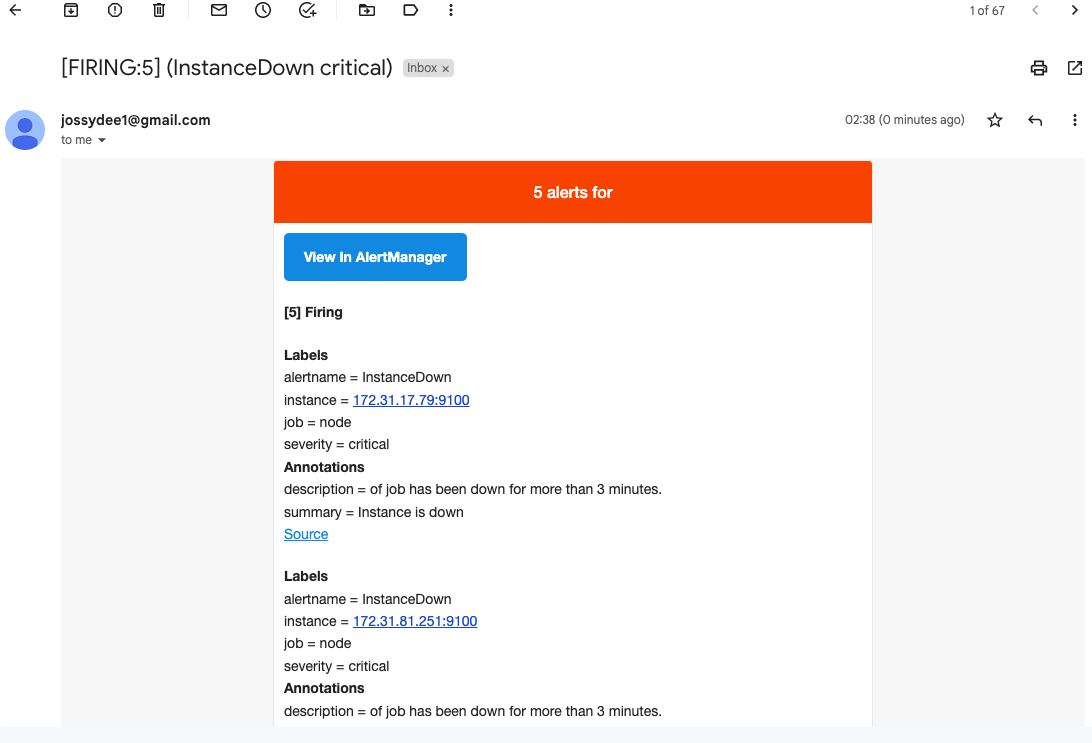 1 of 67
[FIRING:5] (InstanceDown critical) Inbox ×
jossydee1@gmail.com 02:38 (0 minutes ago)
to me
5 alerts for
View In AlertManager
[5] Firing
Labels
alertname = InstanceDown
instance = 172.31.17.79:9100
job = node
severity = critical
Annotations
description = of job has been down for more than 3 minutes.
summary = Instance is down
Source
Labels
alertname = InstanceDown
instance = 172.31.81.251:9100
job = node
severity = critical
Annotations
description = of job has been down for more than 3 minutes.